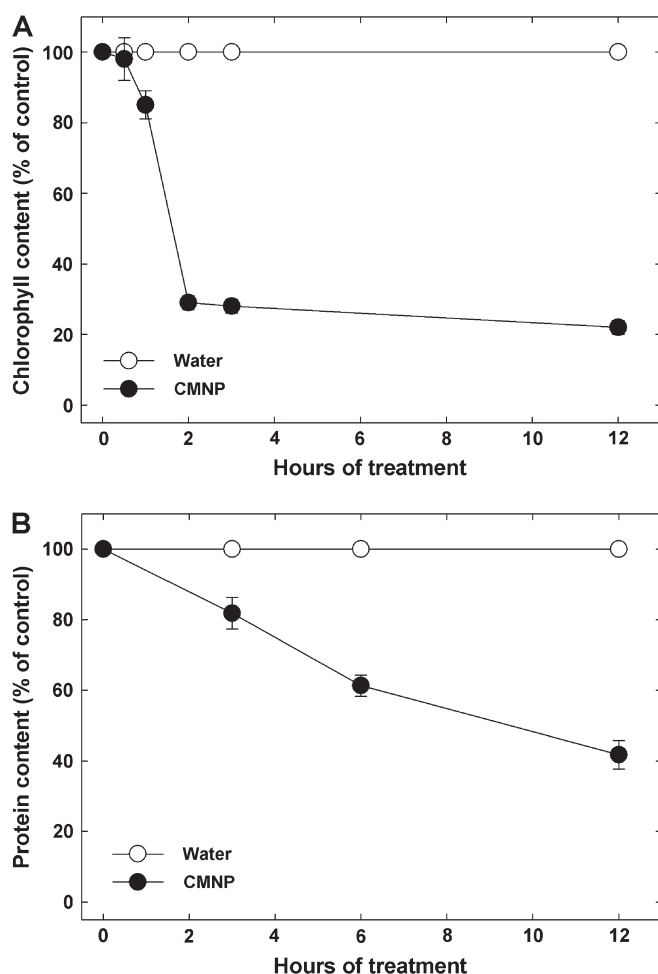 A
Chlorophyll content (% of control)
100
80
60
40
20
0
Water
CMNP
0 2 4 6 8 10 12
Hours of treatment
B
Protein content (% of control)
100
80
60
40
20
0
Water
CMNP
0 2 4 6 8 10 12
Hours of treatment